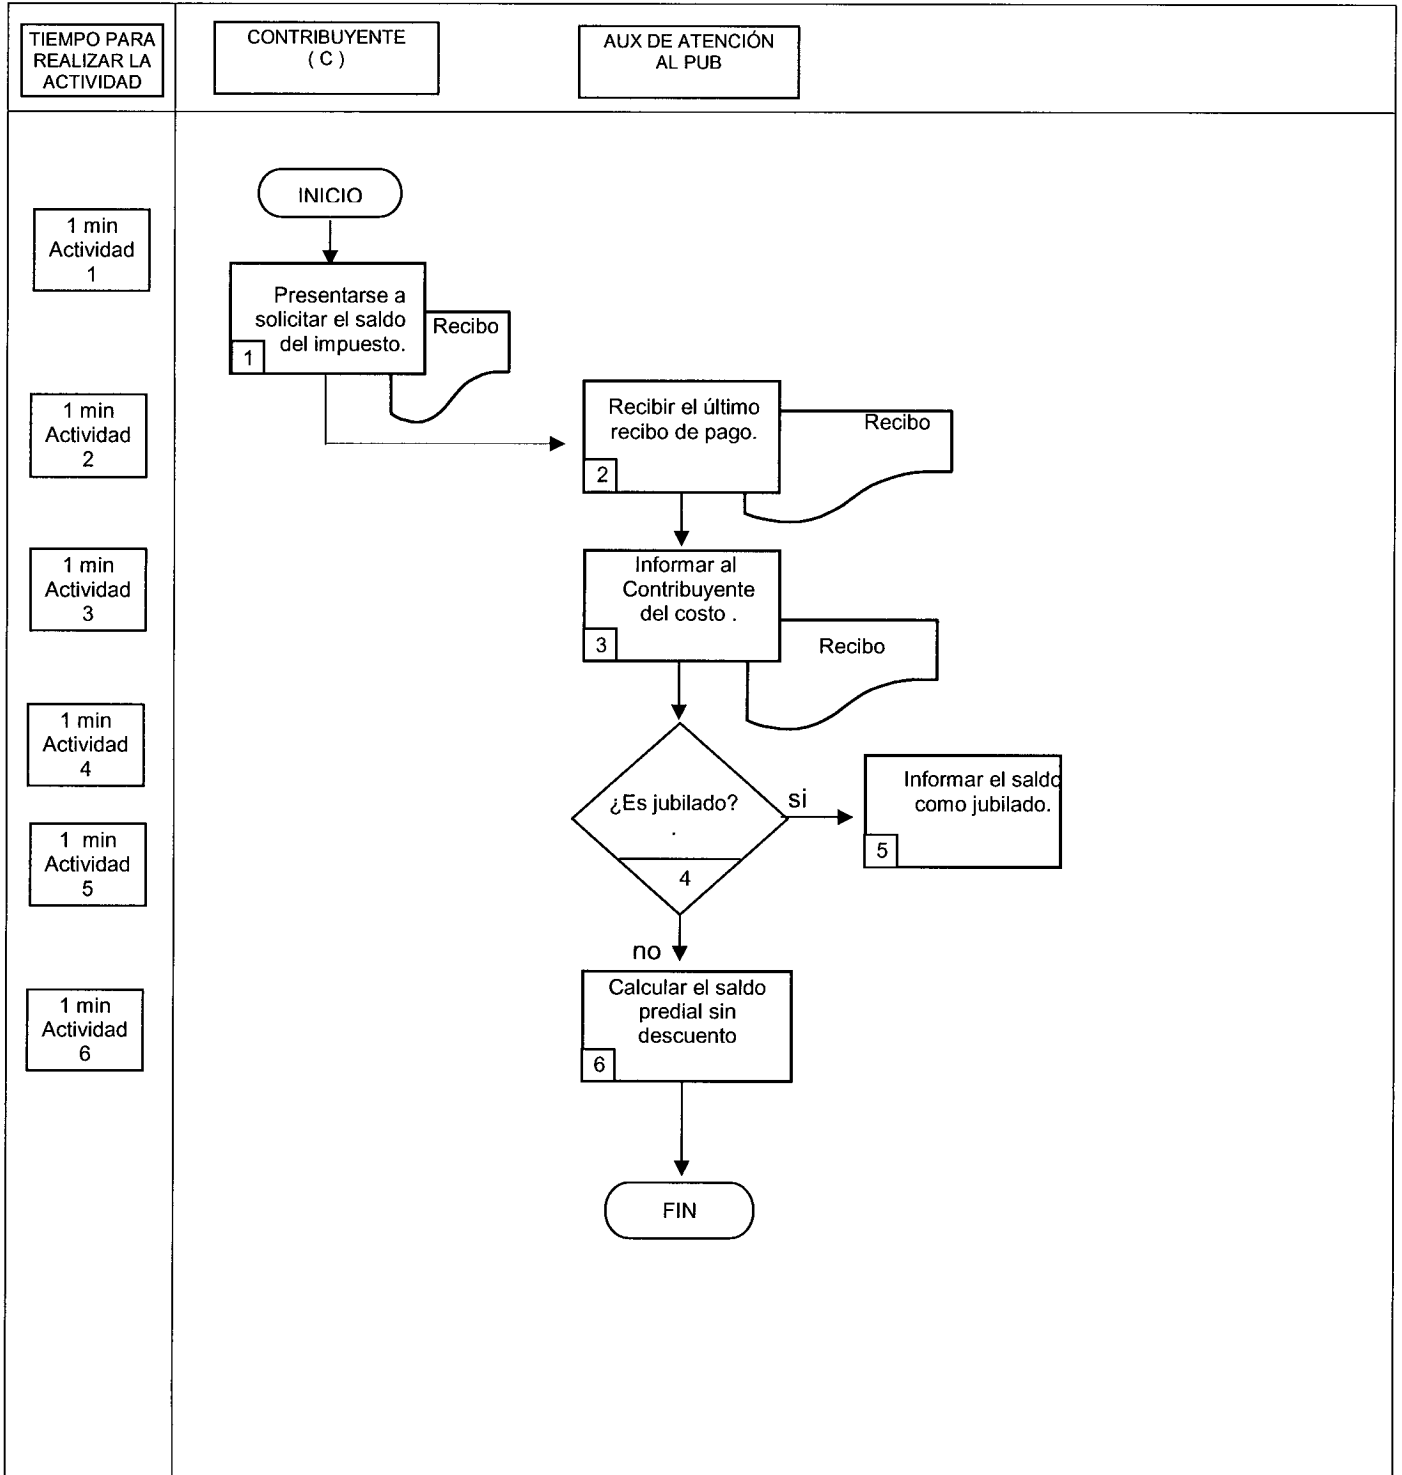 TIEMPO PARA
REALIZAR LA
ACTIVIDAD
CONTRIBUYENTE
( C )
AUX DE ATENCIÓN
AL PUB
INICIO
1 min
Actividad
1
Presentarse a
solicitar el saldo
del impuesto.
1
Recibo
1 min
Actividad
2
Recibir el último
recibo de pago.
2
Recibo
1 min
Actividad
3
Informar al
Contribuyente
del costo .
3
Recibo
1 min
Actividad
4
¿Es jubilado?
.
4
si
Informar el saldo
como jubilado.
5
1 min
Actividad
5
no
1 min
Actividad
6
Calcular el saldo
predial sin
descuento
6
FIN